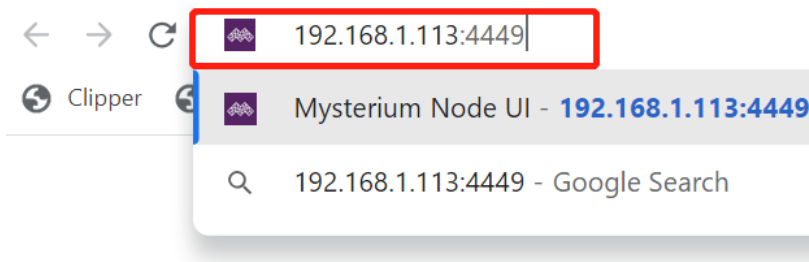 192.168.1.113:4449
Clipper
Mysterium Node UI - 192.168.1.113:4449
192.168.1.113:4449 - Google Search